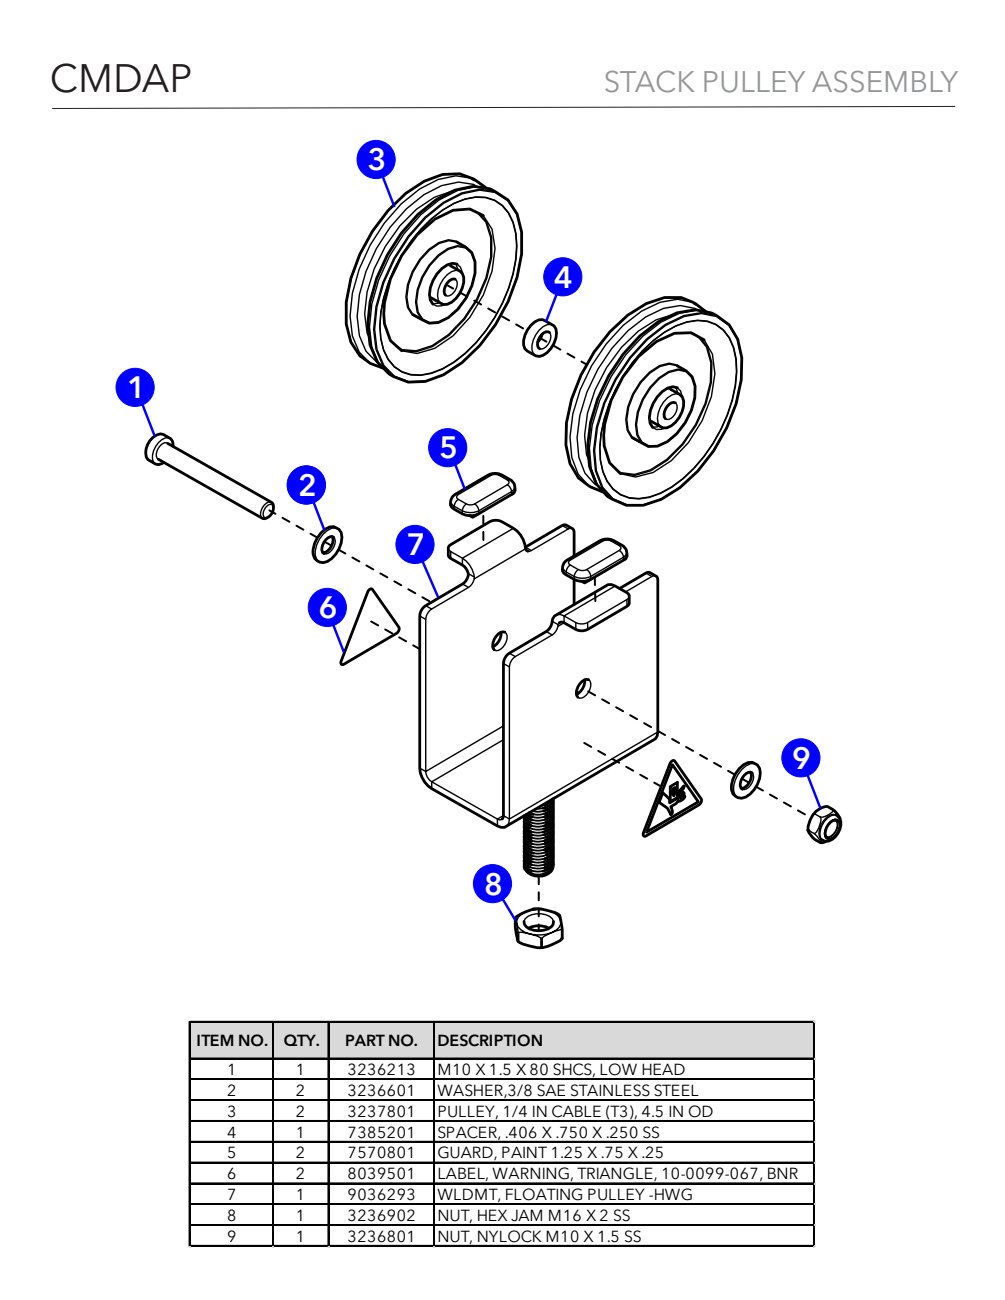 CMDAP
STACK PULLEY ASSEMBLY
3
4
1
5
2
7
6
9
8
ITEM NO. QTY. PART NO. DESCRIPTION
1 1 3236213 M10 X 1.5 X 80 SHCS, LOW HEAD
2 2 3236601 WASHER,3/8 SAE STAINLESS STEEL
3 2 3237801 PULLEY, 1/4 IN CABLE (T3), 4.5 IN OD
4 1 7385201 SPACER, .406 X .750 X .250 SS
5 2 7570801 GUARD, PAINT 1.25 X .75 X .25
6 2 8039501 LABEL, WARNING, TRIANGLE, 10-0099-067, BNR
7 1 9036293 WLDMT, FLOATING PULLEY -HWG
8 1 3236902 NUT, HEX JAM M16 X 2 SS
9 1 3236801 NUT, NYLOCK M10 X 1.5 SS